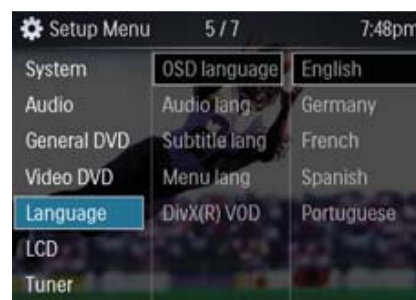 Setup Menu 5/7 7:48pm
System OSD language English
Audio Audio lang Germany
General DVD Subtitle lang French
Video DVD Menu lang Spanish
Language DivX(R) VOD Portuguese
LCD
Tuner